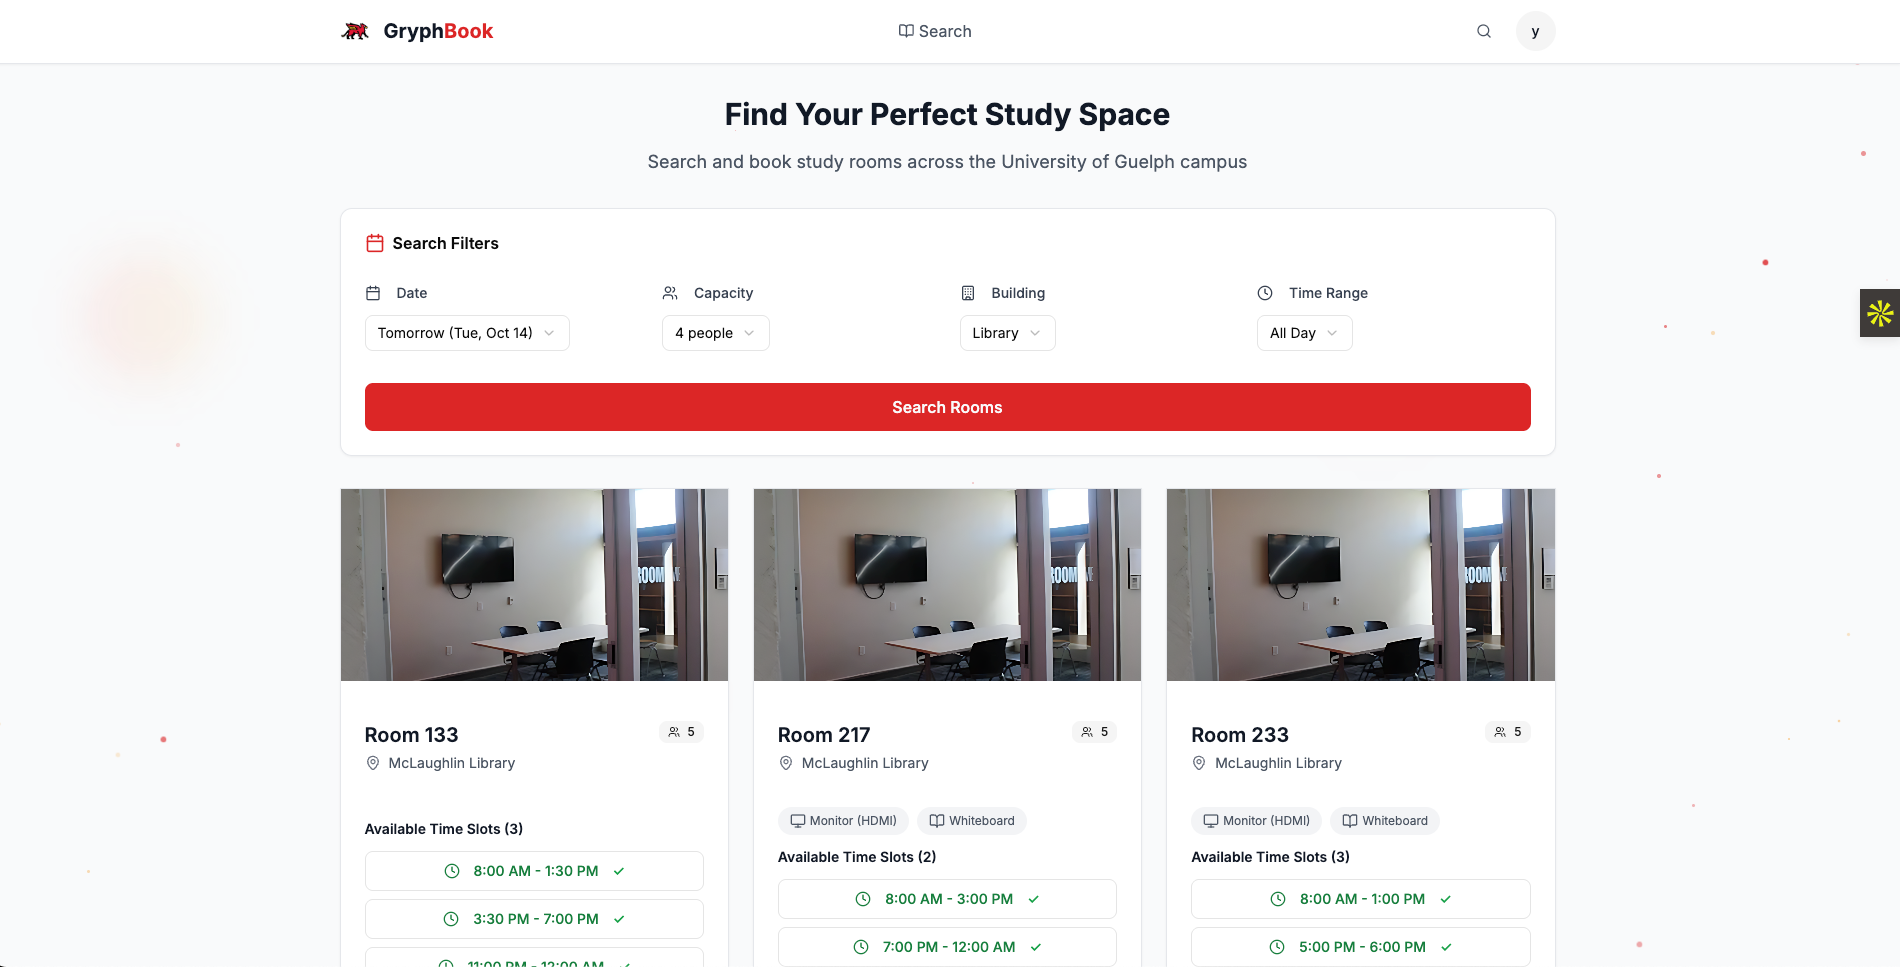 GryphBook
Search
y
Find Your Perfect Study Space
Search and book study rooms across the University of Guelph campus
Search Filters
Date
Capacity
Building
Time Range
Tomorrow (Tue, Oct 14)
4 people
Library
All Day
Search Rooms
Room 133
5
McLaughlin Library
Available Time Slots (3)
8:00 AM - 1:30 PM
3:30 PM - 7:00 PM
11:00 PM - 12:00 AM
Room 217
5
McLaughlin Library
Monitor (HDMI)
Whiteboard
Available Time Slots (2)
8:00 AM - 3:00 PM
7:00 PM - 12:00 AM
Room 233
5
McLaughlin Library
Monitor (HDMI)
Whiteboard
Available Time Slots (3)
8:00 AM - 1:00 PM
5:00 PM - 6:00 PM